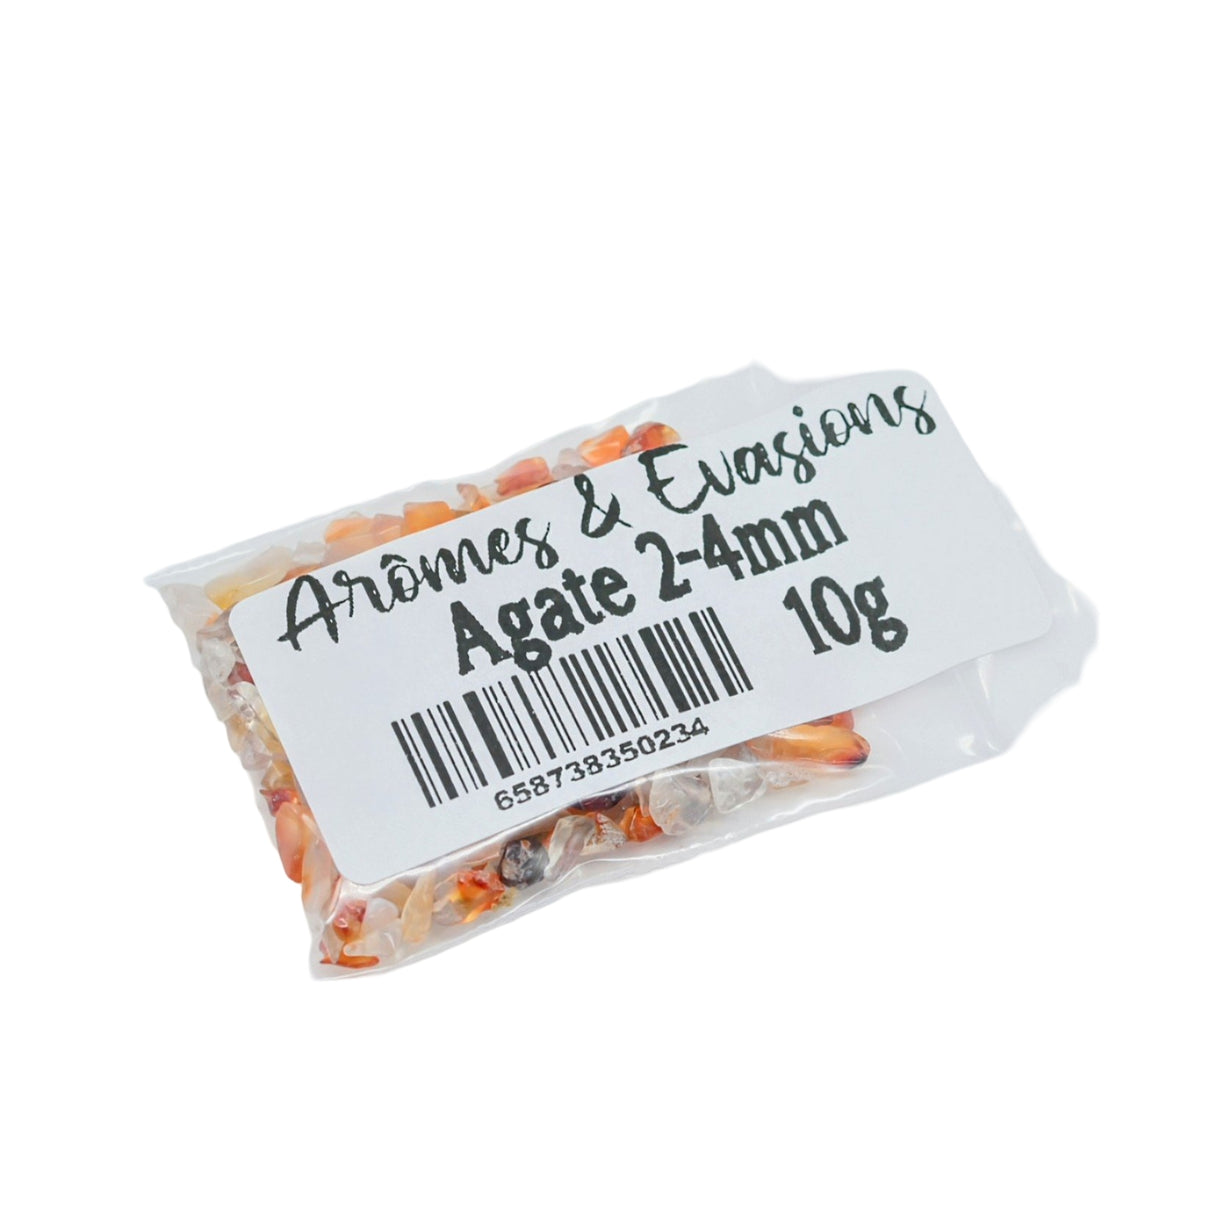 Arômes & Evasions
Agate 2-4mm
10g
658738350234